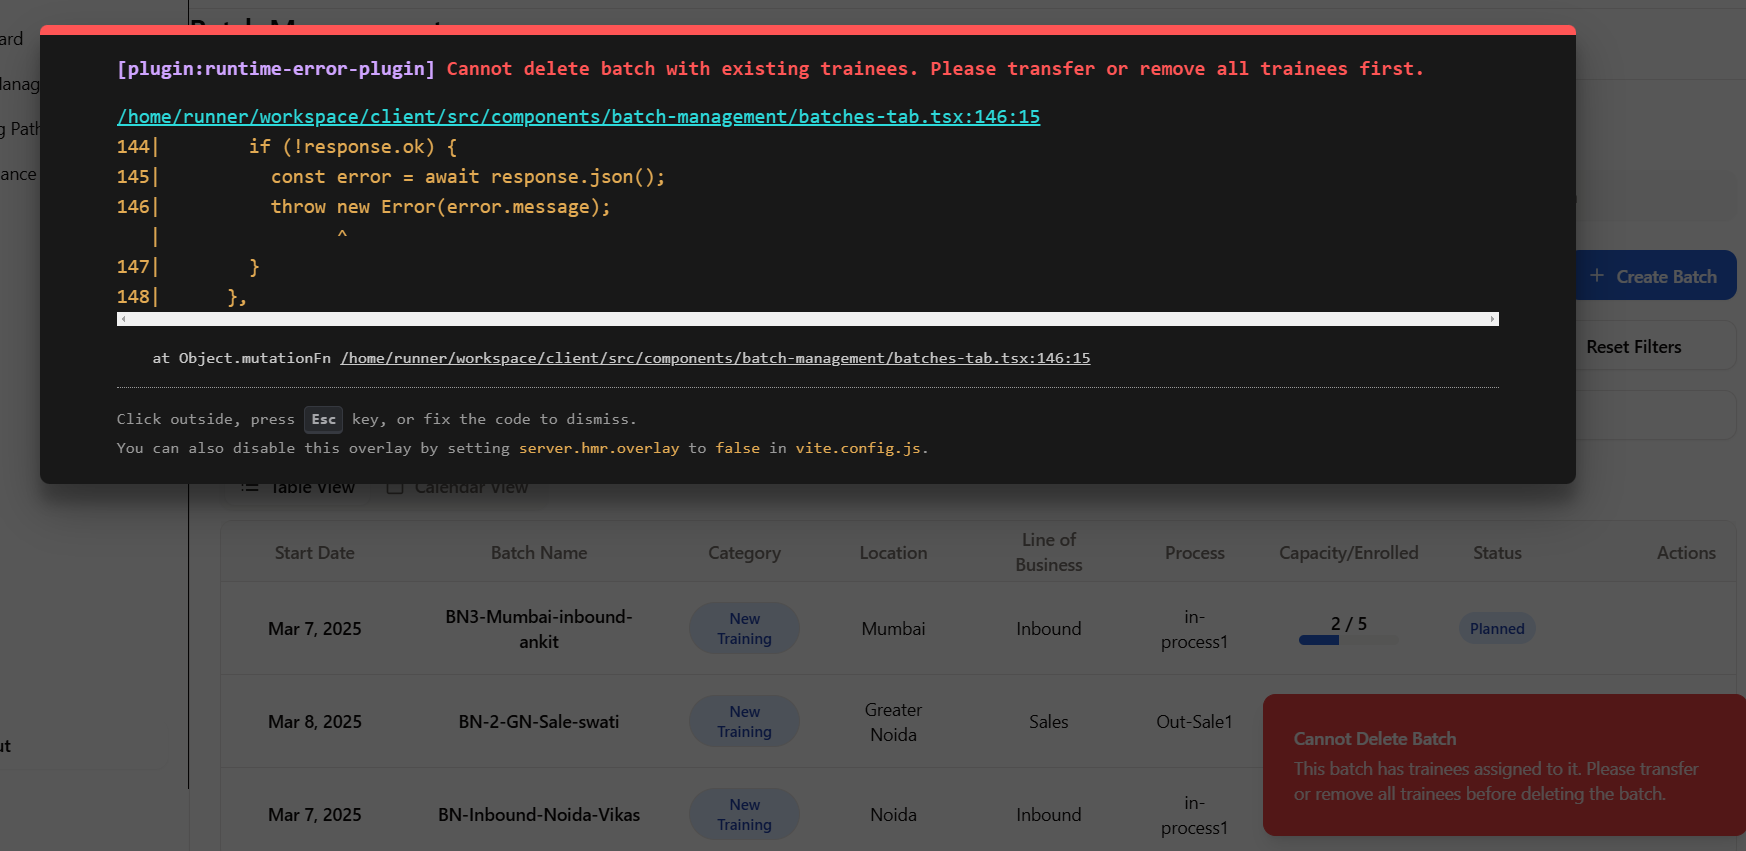 ard
[plugin:runtime-error-plugin] Cannot delete batch with existing trainees. Please transfer or remove all trainees first.
/home/runner/workspace/client/src/components/batch-management/batches-tab.tsx:146:15
144|        if (!response.ok) {
145|          const error = await response.json();
146|          throw new Error(error.message);
   |                ^
147|        }
148|      },
at Object.mutationFn /home/runner/workspace/client/src/components/batch-management/batches-tab.tsx:146:15
Click outside, press Esc key, or fix the code to dismiss.
You can also disable this overlay by setting server.hmr.overlay to false in vite.config.js.
anag
g Path
ance
ut
+ Create Batch
Reset Filters
Table View
Calendar View
Start Date
Batch Name
Category
Location
Line of
Business
Process
Capacity/Enrolled
Status
Actions
Mar 7, 2025
BN3-Mumbai-inbound-
ankit
New
Training
Mumbai
Inbound
in-
process1
2 / 5
Planned
Mar 8, 2025
BN-2-GN-Sale-swati
New
Training
Greater
Noida
Sales
Out-Sale1
Mar 7, 2025
BN-Inbound-Noida-Vikas
New
Training
Noida
Inbound
in-
process1
Cannot Delete Batch
This batch has trainees assigned to it. Please transfer
or remove all trainees before deleting the batch.